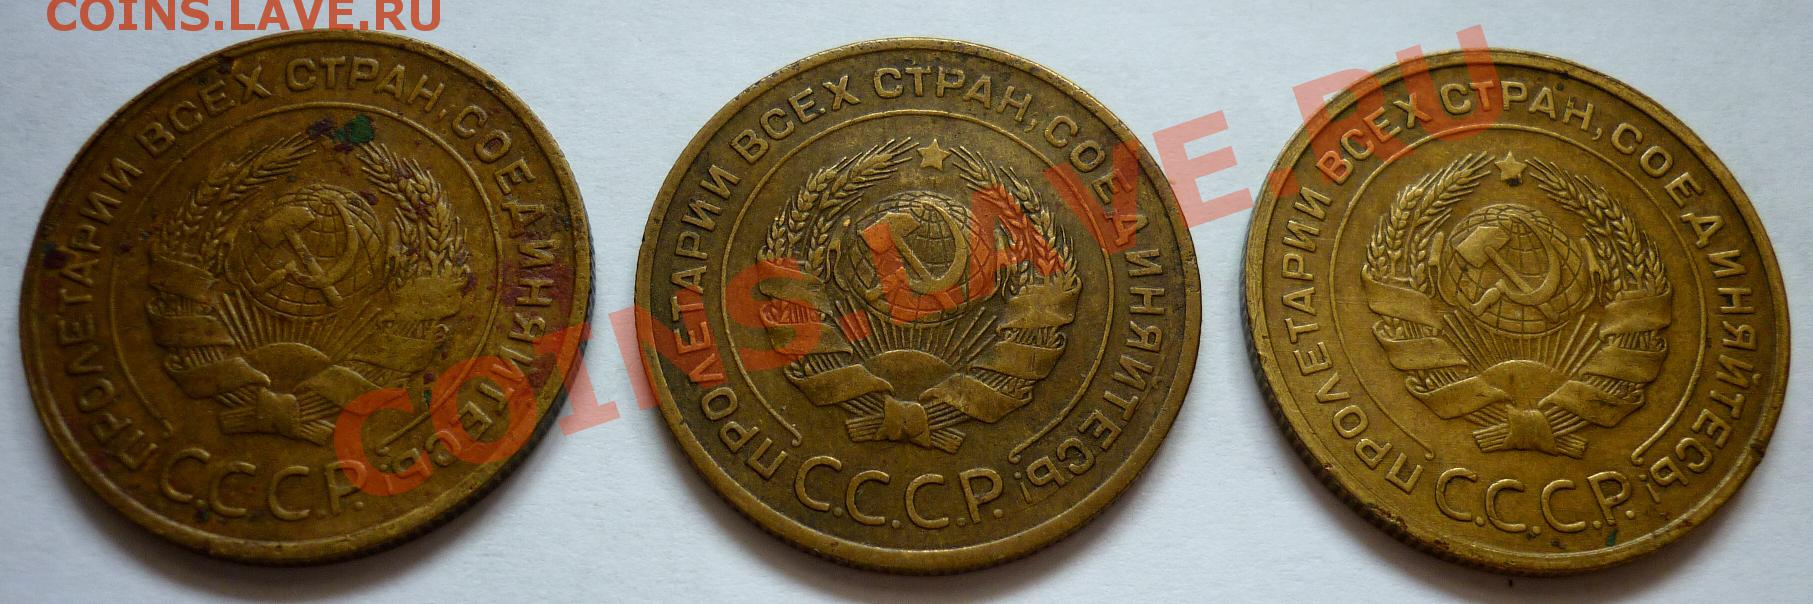 COINS.LAVE.RU
ПРОЛЕТАРИИ ВСЕХ СТРАН, СОЕДИНЯЙТЕСЬ!
С.С.С.Р.
ПРОЛЕТАРИИ ВСЕХ СТРАН, СОЕДИНЯЙТЕСЬ!
С.С.С.Р.
ПРОЛЕТАРИИ ВСЕХ СТРАН, СОЕДИНЯЙТЕСЬ!
С.С.С.Р.
COINS.LAVE.RU